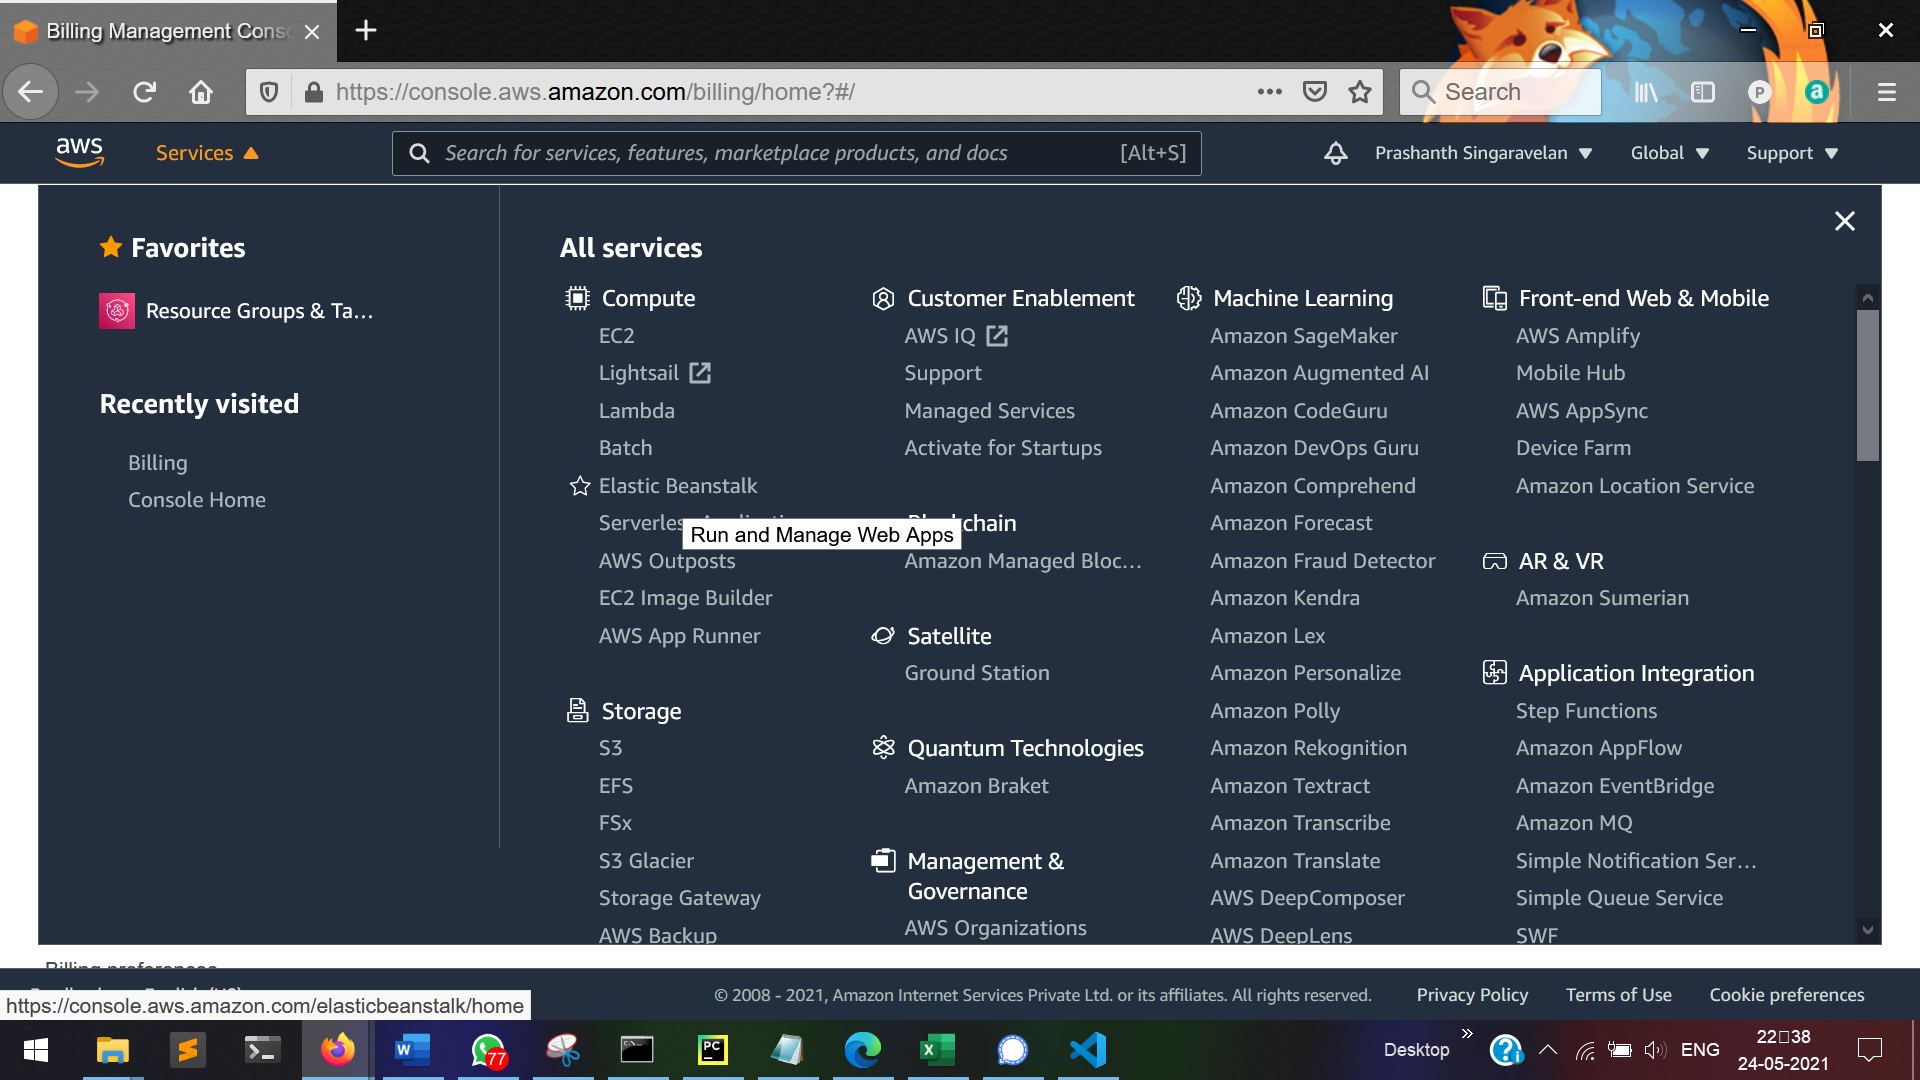 Billing Management Cons
https://console.aws.amazon.com/billing/home?#/
Search
P
a
aws
Services
Search for services, features, marketplace products, and docs
[Alt+S]
Prashanth Singaravelan
Global
Support
Favorites
Resource Groups & Ta...
Recently visited
Billing
Console Home
All services
Compute
EC2
Lightsail
Lambda
Batch
Elastic Beanstalk
Run and Manage Web Apps
AWS Outposts
EC2 Image Builder
AWS App Runner
Storage
S3
EFS
FSx
S3 Glacier
Storage Gateway
AWS Backup
Customer Enablement
AWS IQ
Support
Managed Services
Activate for Startups
Amazon Managed Bloc...
Satellite
Ground Station
Quantum Technologies
Amazon Braket
Management &
Governance
AWS Organizations
Machine Learning
Amazon SageMaker
Amazon Augmented AI
Amazon CodeGuru
Amazon DevOps Guru
Amazon Comprehend
Amazon Forecast
Amazon Fraud Detector
Amazon Kendra
Amazon Lex
Amazon Personalize
Amazon Polly
Amazon Rekognition
Amazon Textract
Amazon Transcribe
Amazon Translate
AWS DeepComposer
AWS DeepLens
Front-end Web & Mobile
AWS Amplify
Mobile Hub
AWS AppSync
Device Farm
Amazon Location Service
AR & VR
Amazon Sumerian
Application Integration
Step Functions
Amazon AppFlow
Amazon EventBridge
Amazon MQ
Simple Notification Ser...
Simple Queue Service
SWF
Billing preferences
https://console.aws.amazon.com/elasticbeanstalk/home
© 2008 - 2021, Amazon Internet Services Private Ltd. or its affiliates. All rights reserved.
Privacy Policy
Terms of Use
Cookie preferences
77
PC
Desktop
ENG
22:38
24-05-2021